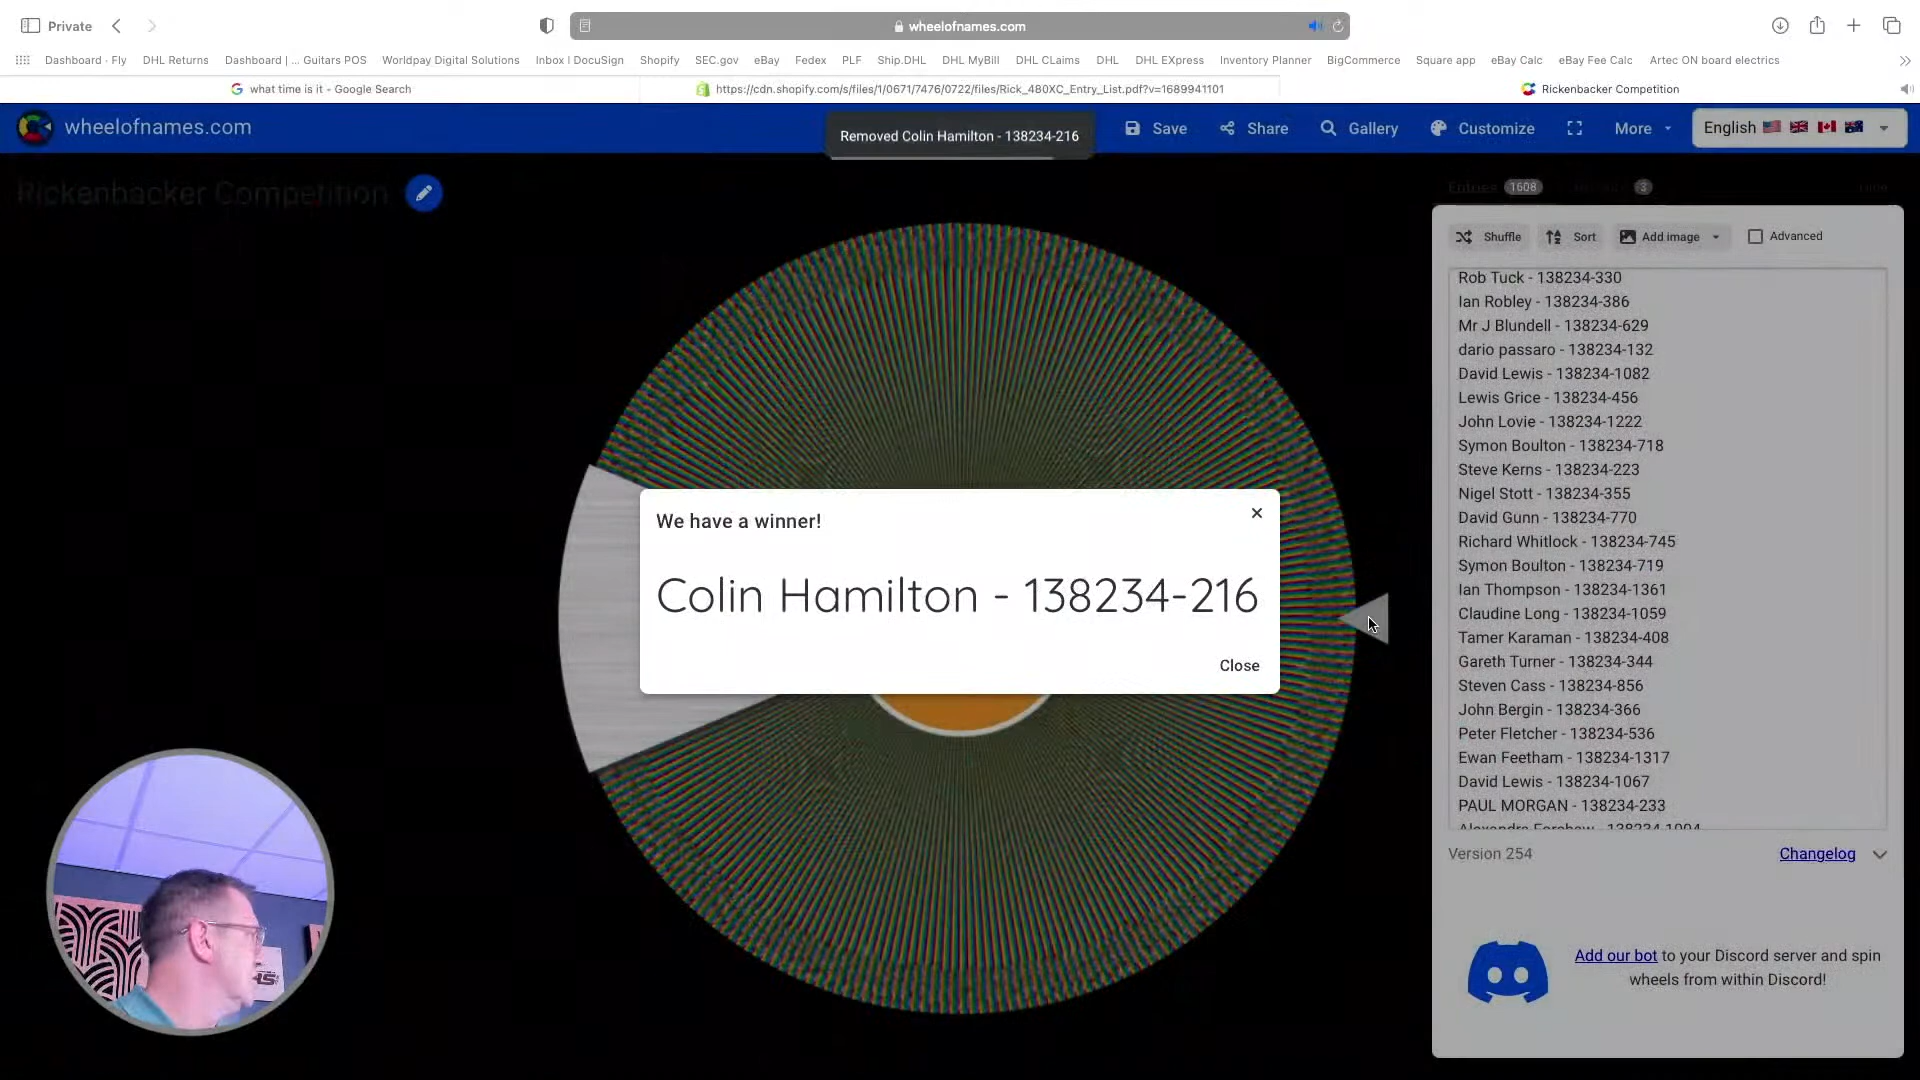 Private
wheelofnames.com
Dashboard - Fly
DHL Returns
Dashboard | ... Guitars POS
Worldpay Digital Solutions
Inbox | DocuSign
Shopify
SEC.gov
eBay
Fedex
PLF
Ship.DHL
DHL MyBill
DHL CLaims
DHL
DHL EXpress
Inventory Planner
BigCommerce
Square app
eBay Calc
eBay Fee Calc
Artec ON board electrics
what time is it - Google Search
https://cdn.shopify.com/s/files/1/0671/7476/0722/files/Rick_480XC_Entry_List.pdf?v=1689941101
Rickenbacker Competition
wheelofnames.com
Removed Colin Hamilton - 138234-216
Save
Share
Gallery
Customize
More
English
Rickenbacker Competition
Entries 1608
3
Shuffle
Sort
Add image
Advanced
Rob Tuck - 138234-330
Ian Robley - 138234-386
Mr J Blundell - 138234-629
dario passaro - 138234-132
David Lewis - 138234-1082
Lewis Grice - 138234-456
John Lovie - 138234-1222
Symon Boulton - 138234-718
Steve Kerns - 138234-223
Nigel Stott - 138234-355
David Gunn - 138234-770
Richard Whitlock - 138234-745
Symon Boulton - 138234-719
Ian Thompson - 138234-1361
Claudine Long - 138234-1059
Tamer Karaman - 138234-408
Gareth Turner - 138234-344
Steven Cass - 138234-856
John Bergin - 138234-366
Peter Fletcher - 138234-536
Ewan Feetham - 138234-1317
David Lewis - 138234-1067
PAUL MORGAN - 138234-233
We have a winner!
Colin Hamilton - 138234-216
Close
Version 254
Changelog
Add our bot to your Discord server and spin
wheels from within Discord!